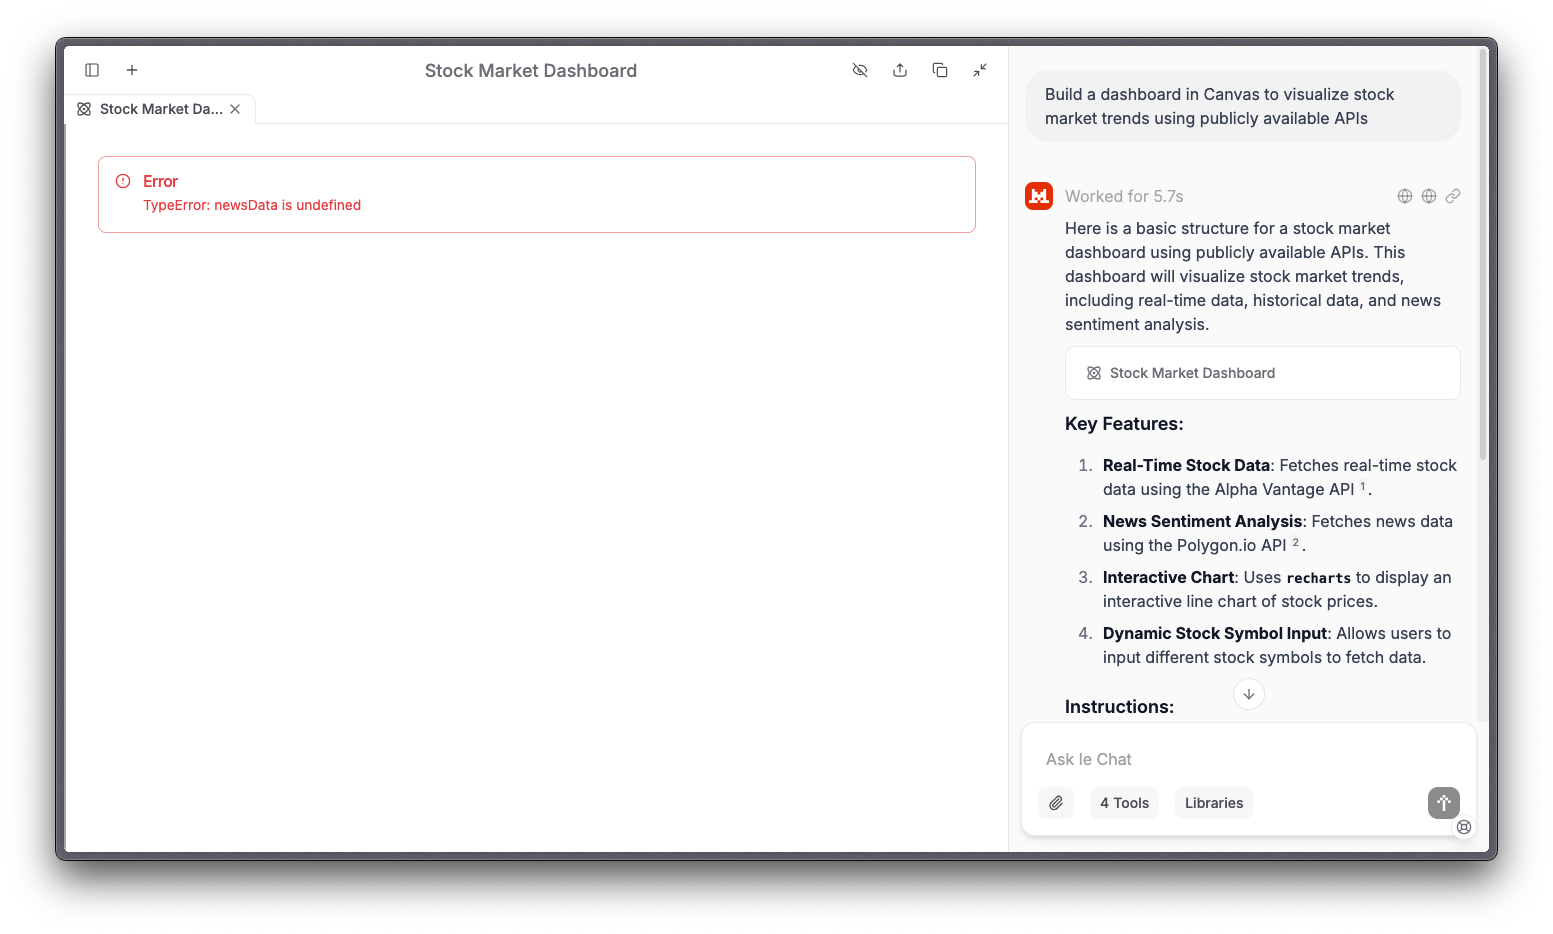 Stock Market Dashboard
Stock Market Da...
Error
TypeError: newsData is undefined
Build a dashboard in Canvas to visualize stock
market trends using publicly available APIs
Worked for 5.7s
Here is a basic structure for a stock market
dashboard using publicly available APIs. This
dashboard will visualize stock market trends,
including real-time data, historical data, and news
sentiment analysis.
Stock Market Dashboard
Key Features:
1. Real-Time Stock Data: Fetches real-time stock
data using the Alpha Vantage API 1.
2. News Sentiment Analysis: Fetches news data
using the Polygon.io API 2.
3. Interactive Chart: Uses recharts to display an
interactive line chart of stock prices.
4. Dynamic Stock Symbol Input: Allows users to
input different stock symbols to fetch data.
Instructions:
Ask le Chat
4 Tools
Libraries